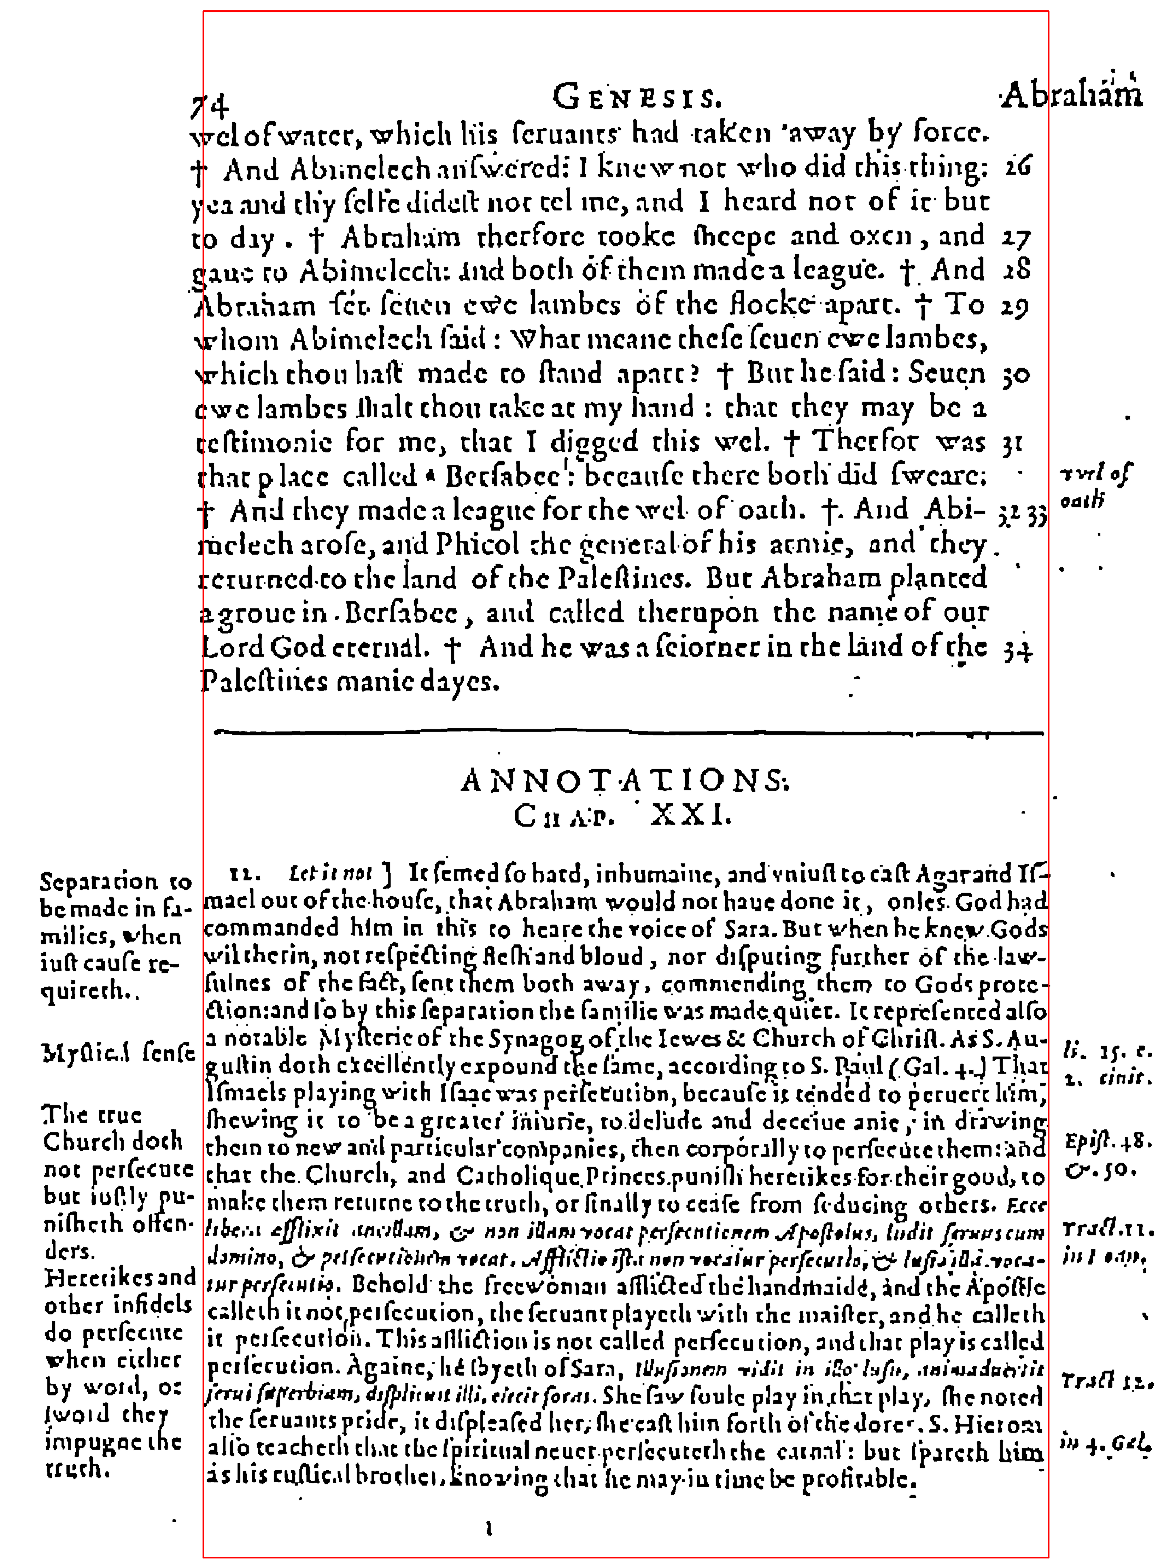 74 GENESIS. Abraham
wel of water, which his ſeruants had taken away by force.
† And Abimelech anſwered: I knew not who did this thing: 26
yea and thy ſelfe dideſt not tel me, and I heard not of it but
to day. † Abraham therfore tooke ſheepe and oxen, and 27
gaue to Abimelech: and both of them made a league. † And 28
Abraham ſet ſeuen ewe lambes of the flocke apart. † To 29
whom Abimelech ſaid: What meane theſe ſeuen ewe lambes,
which thou haſt made to ſtand apart? † But he ſaid: Seuen 30
ewe lambes ſhalt thou take at my hand: that they may be a
teſtimonie for me, that I digged this wel. † Therfor was 31
that place called Berſabee: becauſe there both did ſweare:
† And they made a league for the wel of oath. † And Abi- 32 33
melech aroſe, and Phicol the general of his armie, and they
returned to the land of the Paleſtines. But Abraham planted
a groue in Berſabee, and called therupon the name of our
Lord God eternal. † And he was a ſeiorner in the land of the 34
Paleſtines manie dayes.
wel of
oath
ANNOTATIONS.
CHAP. XXI.
11. Let it not ] It ſemed ſo hard, inhumaine, and vniuſt to caſt Agar and Iſ-
mael out of the houſe, that Abraham would not haue done it, onles God had
commanded him in this to heare the voice of Sara. But when he knew Gods
wil therin, not reſpecting fleſh and bloud, nor diſputing further of the law-
fulnes of the fact, ſent them both away, commending them to Gods prote-
ction: and ſo by this ſeparation the familie was made quiet. It repreſented alſo
a notable Myſterie of the Synagog of the Iewes & Church of Chriſt. As S. Au-
guſtin doth excellently expound the ſame, according to S. Paul (Gal. 4.) That
Iſmaels playing with Iſaac was perſecution, becauſe it tended to peruert him,
ſhewing it to be a greater iniurie, to delude and deceiue anie, in drawing
them to new and particular companies, then corporally to perſecute them: and
that the Church, and Catholique Princes puniſh heretikes for their good, to
make them returne to the truth, or finally to ceaſe from ſeducing others. Ecce
libera afflixit ancillam, & non illam vocat perſecutionem Apoſtolus, ludit ſeruus cum
domino, & perſecutionem vocat. Afflictio iſta non vocatur perſecutio, & luſio illa voca-
tur perſecutio. Behold the freewoman afflicted the handmaide, and the Apoſtle
calleth it not perſecution, the ſeruant playeth with the maiſter, and he calleth
it perſecution. This affliction is not called perſecution, and that play is called
perſecution. Againe, he ſayeth of Sara, Illuſionem vidit in illo luſu, animaduertit
ſerui ſuperbiam, diſplicuit illi, eiecit foras. She ſaw foule play in that play, ſhe noted
the ſeruants pride, it diſpleaſed her, ſhe caſt him forth of the dores. S. Hierom
alſo teacheth that the ſpiritual neuer perſecuteth the carnal: but ſpareth him
as his ruſtical brother, knowing that he may in time be profitable.
Separation to
be made in fa-
milies, when
iuſt cauſe re-
quireth.
Myſtical ſenſe
The true
Church doth
not perſecute
but iuſtly pu-
niſheth offen-
ders.
Heretikes and
other infidels
do perſecute
when either
by word, or
ſword they
impugne the
truth.
li. 15. c.
2. ciuit.
Epiſt. 48.
&. 50.
Tract. 11.
in Ioan.
Tract 12.
in 4. Gal.